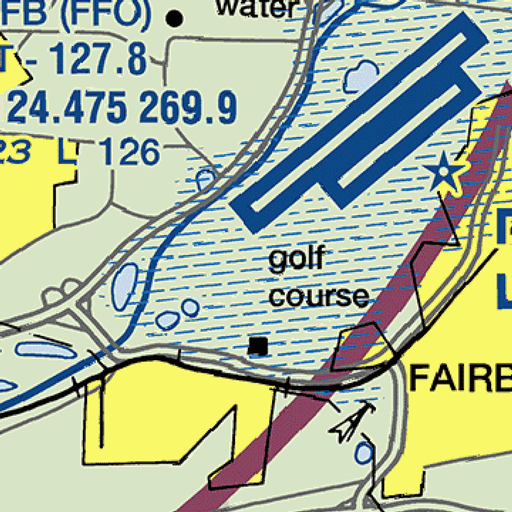 FB (FFO)
water
T - 127.8
24.475 269.9
23 L 126
golf
course
FAIRB